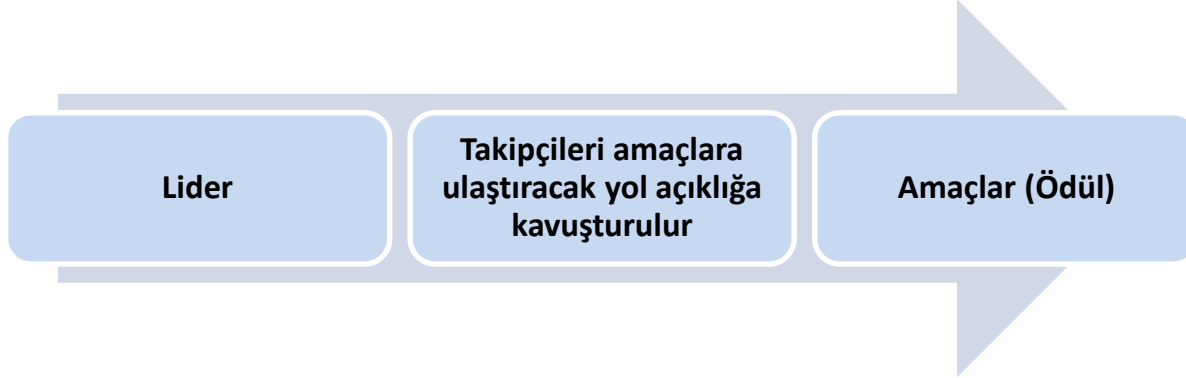 Lider
Takipçileri amaçlara
ulaştıracak yol açıklığa
kavuşturulur
Amaçlar (Ödül)